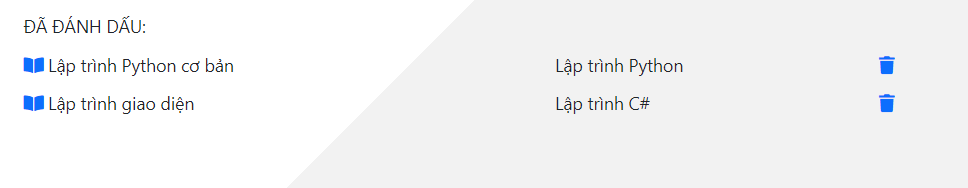 ĐÃ ĐÁNH DẤU:
Lập trình Python cơ bản Lập trình Python
Lập trình giao diện Lập trình C#